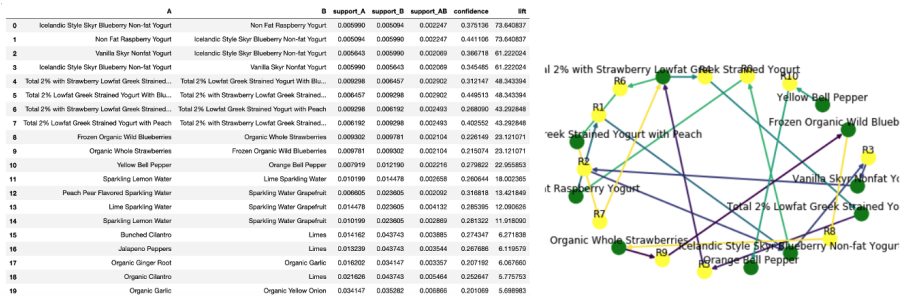 A B support_A support_B support_AB confidence lift
0 Icelandic Style Skyr Blueberry Non-fat Yogurt Non Fat Raspberry Yogurt 0.005990 0.005094 0.002247 0.375136 73.640837
1 Non Fat Raspberry Yogurt Icelandic Style Skyr Blueberry Non-fat Yogurt 0.005094 0.005990 0.002247 0.441106 73.640837
2 Vanilla Skyr Nonfat Yogurt Icelandic Style Skyr Blueberry Non-fat Yogurt 0.005643 0.005990 0.002069 0.366718 61.222024
3 Icelandic Style Skyr Blueberry Non-fat Yogurt Vanilla Skyr Nonfat Yogurt 0.005990 0.005643 0.002069 0.345485 61.222024
4 Total 2% with Strawberry Lowfat Greek Strained... Total 2% Lowfat Greek Strained Yogurt With Blu... 0.009298 0.006457 0.002902 0.312147 48.343394
5 Total 2% Lowfat Greek Strained Yogurt With Blu... Total 2% with Strawberry Lowfat Greek Strained... 0.006457 0.009298 0.002902 0.449513 48.343394
6 Total 2% with Strawberry Lowfat Greek Strained... Total 2% Lowfat Greek Strained Yogurt with Peach 0.009298 0.006192 0.002493 0.268090 43.292848
7 Total 2% Lowfat Greek Strained Yogurt with Peach Total 2% with Strawberry Lowfat Greek Strained... 0.006192 0.009298 0.002493 0.402552 43.292848
8 Frozen Organic Wild Blueberries Organic Whole Strawberries 0.009302 0.009781 0.002104 0.226149 23.121071
9 Organic Whole Strawberries Frozen Organic Wild Blueberries 0.009781 0.009302 0.002104 0.215074 23.121071
10 Yellow Bell Pepper Orange Bell Pepper 0.007919 0.012190 0.002216 0.279822 22.955853
11 Sparkling Lemon Water Lime Sparkling Water 0.010199 0.014478 0.002658 0.260644 18.002365
12 Peach Pear Flavored Sparkling Water Sparkling Water Grapefruit 0.006605 0.023605 0.002092 0.316818 13.421849
13 Lime Sparkling Water Sparkling Water Grapefruit 0.014478 0.023605 0.004132 0.285395 12.090626
14 Sparkling Lemon Water Sparkling Water Grapefruit 0.010199 0.023605 0.002869 0.281322 11.918090
15 Bunched Cilantro Limes 0.014162 0.043743 0.003885 0.274347 6.271838
16 Jalapeno Peppers Limes 0.013239 0.043743 0.003544 0.267686 6.119579
17 Organic Ginger Root Organic Garlic 0.016202 0.034147 0.003357 0.207192 6.067660
18 Organic Cilantro Limes 0.021626 0.043743 0.005464 0.252647 5.775753
19 Organic Garlic Organic Yellow Onion 0.034147 0.035282 0.006866 0.201069 5.698983
al 2% with Strawberry Lowfat Greek Strained Yogurt
R6
R4
R10
Yellow Bell Pepper
R1
Frozen Organic Wild Blueb
reek Strained Yogurt with Peach
R3
R2
Vanilla Skyr Nonfat Yo
t Raspberry Yogurt
Total 2% Lowfat Greek Strained Yo
R7
R8
Organic Whole Strawberries
Icelandic Style Skyr Blueberry Non-fat Yogur
R9
R5
Orange Bell Pepper